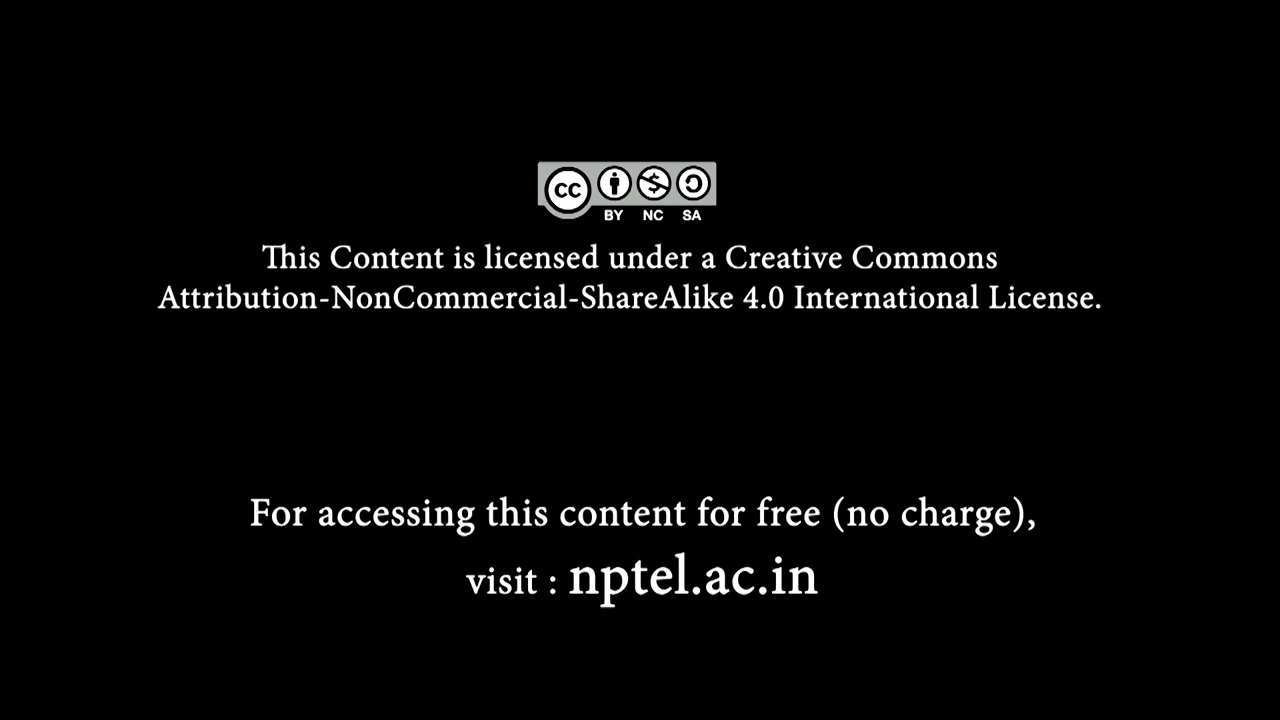 cc
BY NC SA
This Content is licensed under a Creative Commons
Attribution-NonCommercial-ShareAlike 4.0 International License.
For accessing this content for free (no charge),
visit : nptel.ac.in